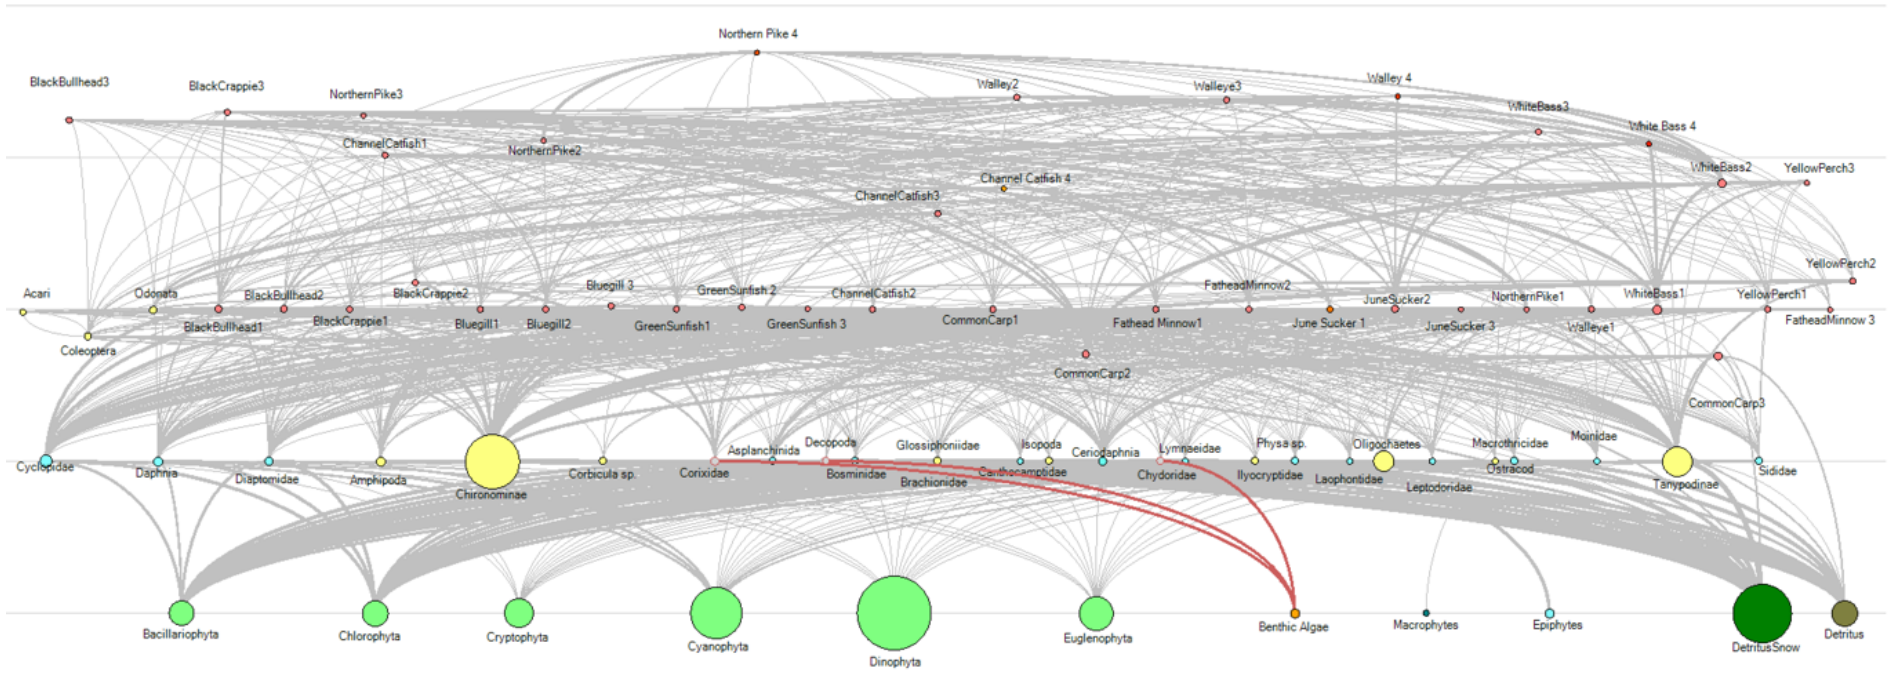 Northern Pike 4
BlackBullhead3
BlackCrappie3
NorthernPike3
Walley2
Walleye3
Walley 4
WhiteBass3
White Bass 4
ChannelCatfish1
NorthernPike2
WhiteBass2
YellowPerch3
Channel Catfish 4
ChannelCatfish3
YellowPerch2
Acari
Odonata
BlackBullhead2
BlackCrappie2
Bluegill 3
GreenSunfish 2
ChannelCatfish2
FatheadMinnow2
JuneSucker2
NorthernPike1
WhiteBass1
YellowPerch1
BlackBullhead1
BlackCrappie1
Bluegill1
Bluegill2
GreenSunfish1
GreenSunfish 3
CommonCarp1
Fathead Minnow1
June Sucker 1
JuneSucker 3
Walleye1
FatheadMinnow 3
Coleoptera
CommonCarp2
CommonCarp3
Cyclopidae
Daphnia
Diaptomidae
Amphipoda
Chironominae
Corbicula sp.
Corixidae
Asplanchinida
Decopoda
Bosminidae
Glossiphoniidae
Brachionidae
Isopoda
Canthocamptidae
Ceriodaphnia
Lymnaeidae
Chydoridae
Physa sp.
Ilyocryptidae
Oligochaetes
Laophontidae
Leptodoridae
Macrothricidae
Ostracod
Moinidae
Tanypodinae
Sididae
Bacillariophyta
Chlorophyta
Cryptophyta
Cyanophyta
Dinophyta
Euglenophyta
Benthic Algae
Macrophytes
Epiphytes
DetritusSnow
Detritus